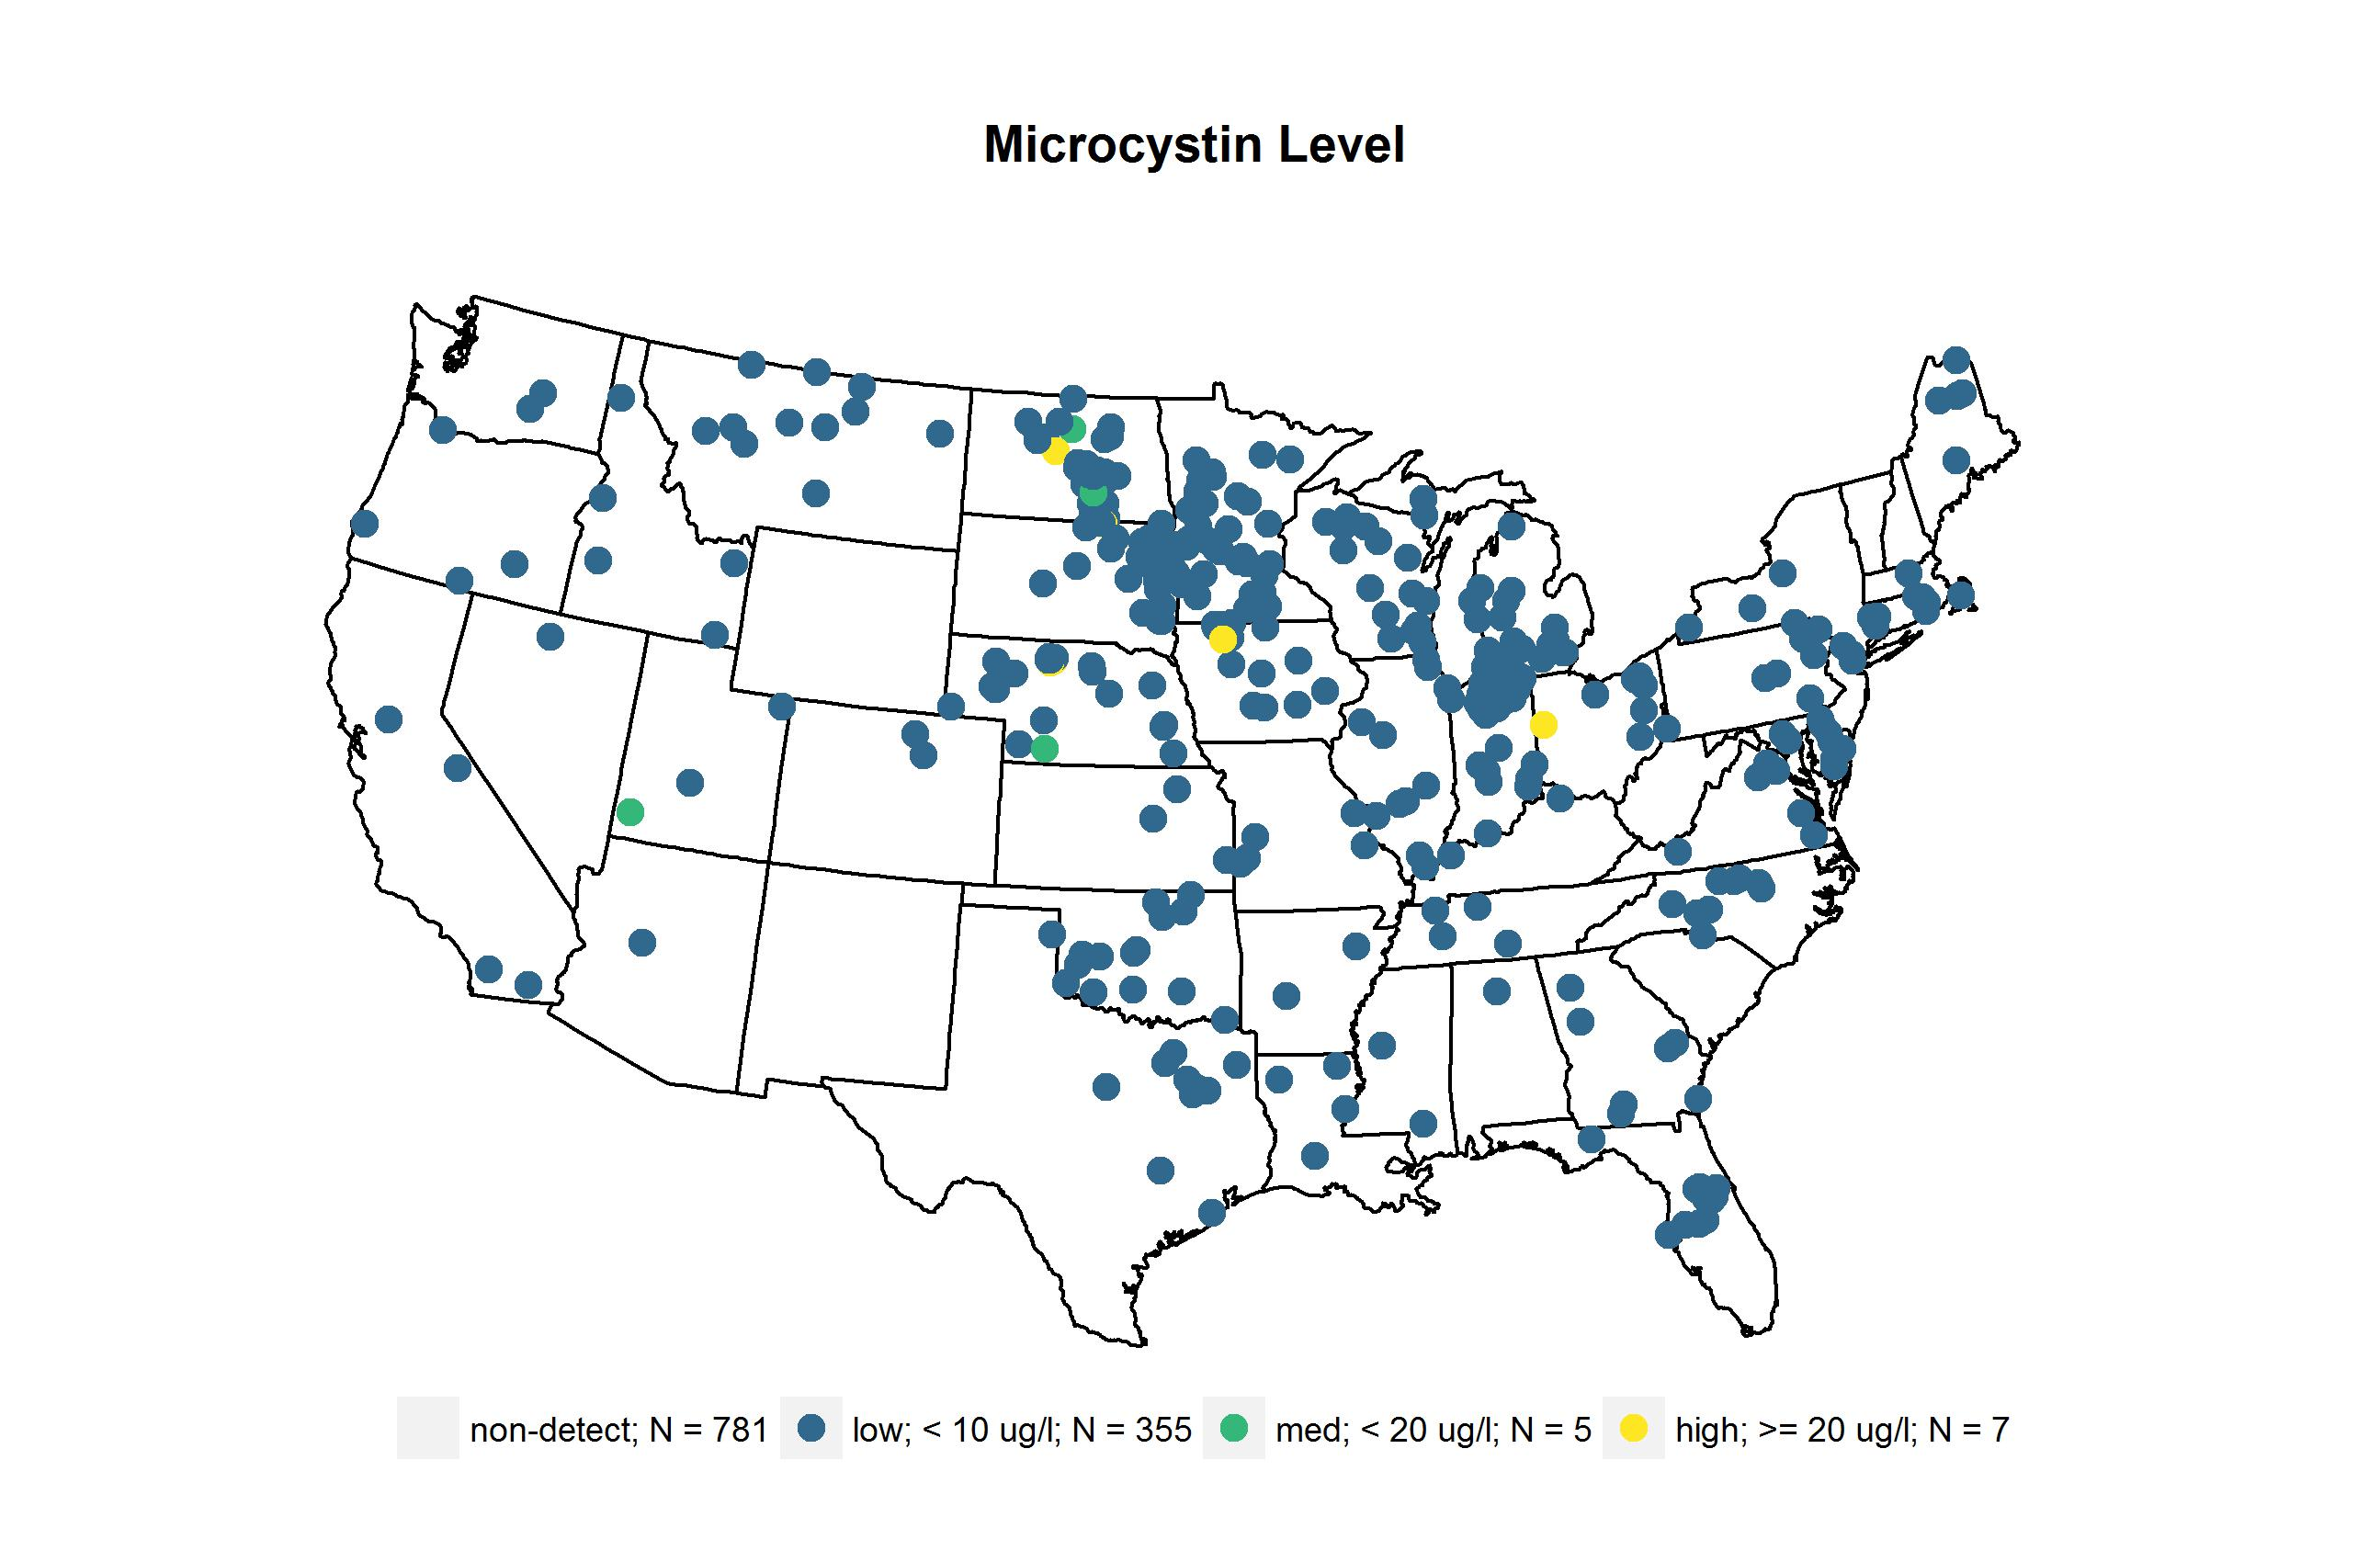 Microcystin Level
non-detect; N = 781 low; < 10 ug/l; N = 355 med; < 20 ug/l; N = 5 high; >= 20 ug/l; N = 7